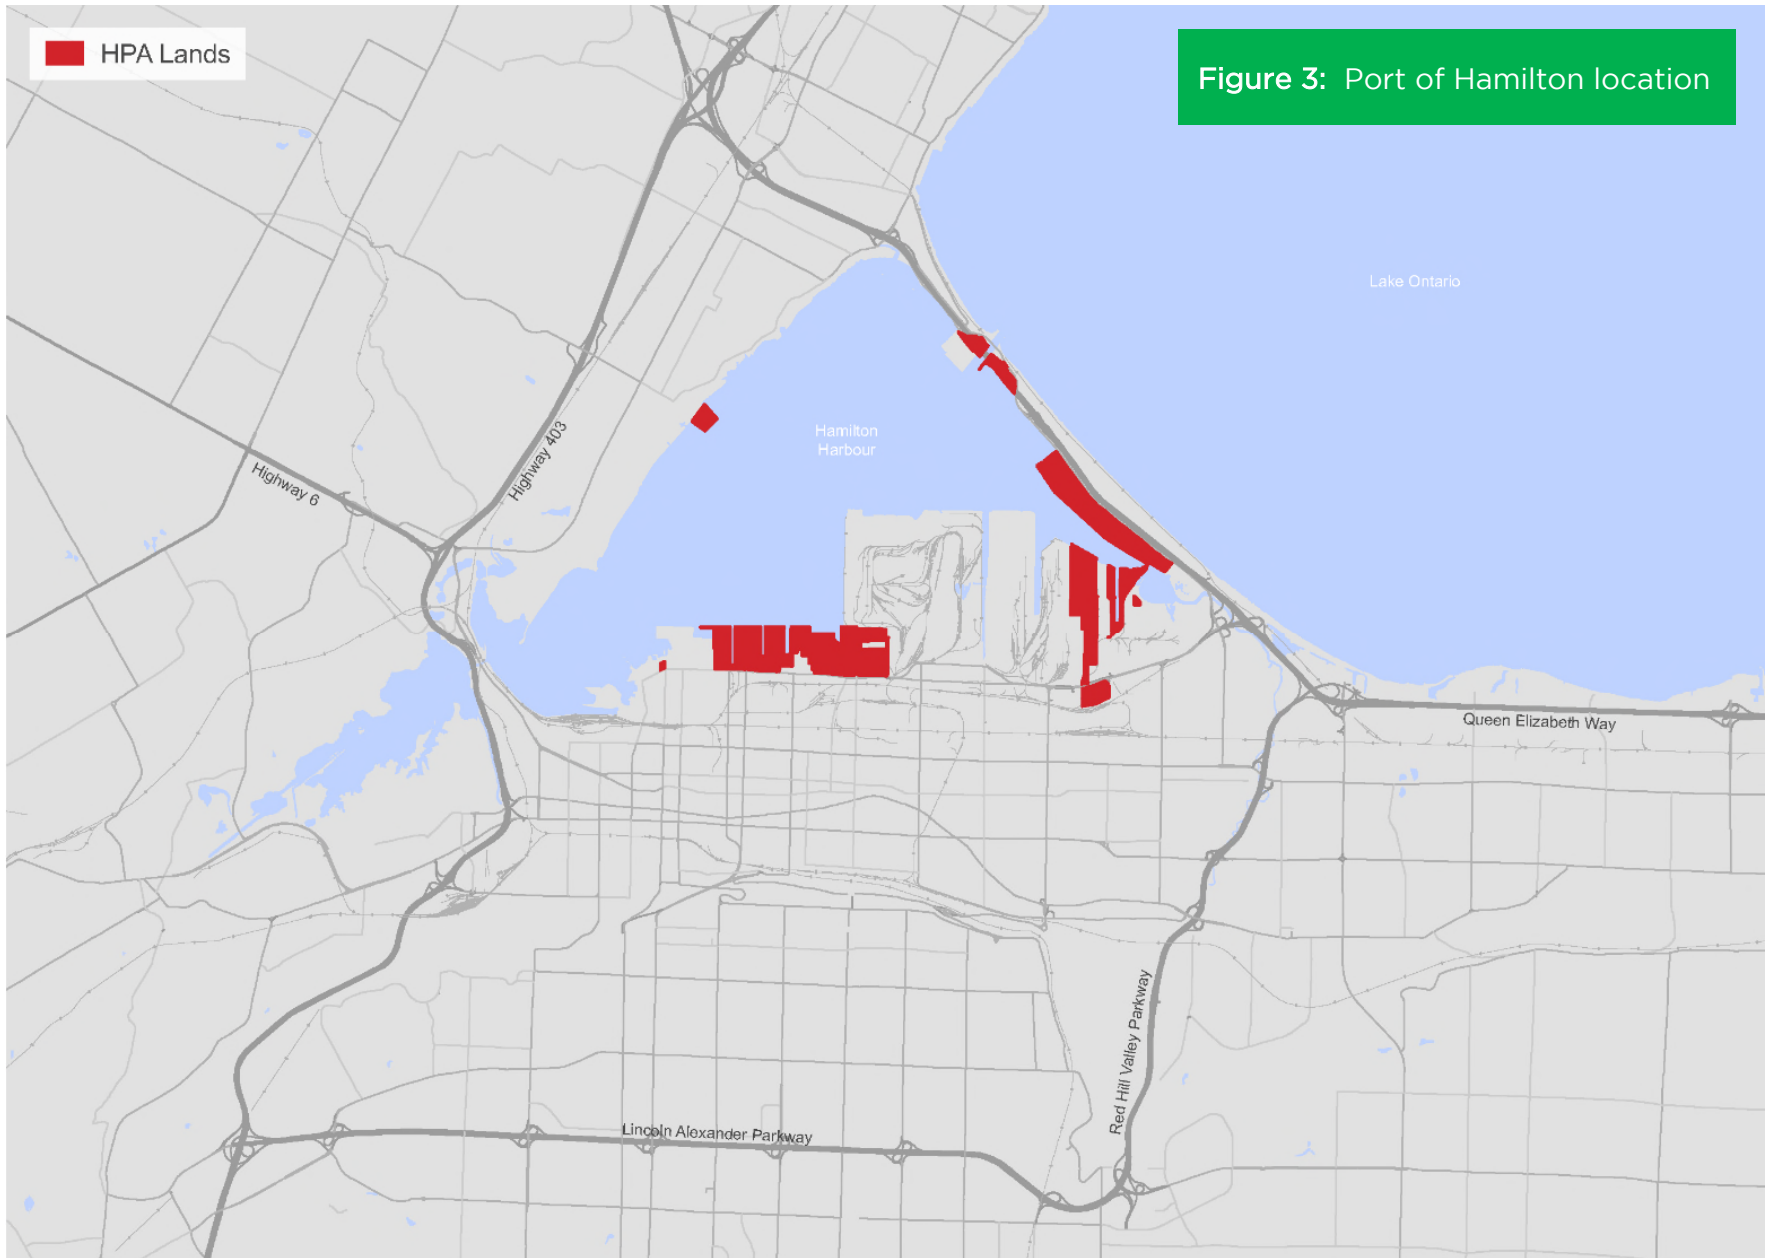 HPA Lands
Figure 3: Port of Hamilton location
Lake Ontario
Hamilton
Harbour
Highway 403
Highway 6
Queen Elizabeth Way
Red Hill Valley Parkway
Lincoln Alexander Parkway